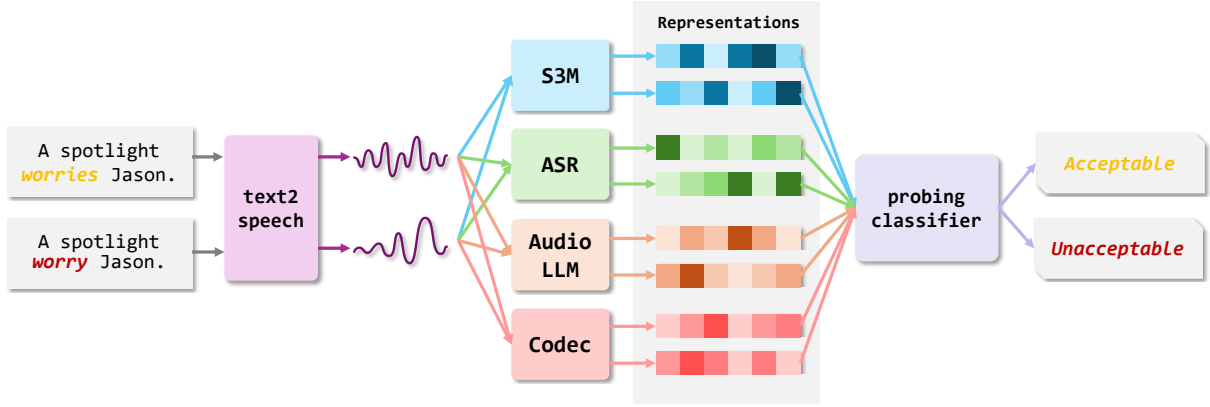 Representations
A spotlight
worries Jason.
A spotlight
worry Jason.
text2
speech
S3M
ASR
Audio
LLM
Codec
probing
classifier
Acceptable
Unacceptable